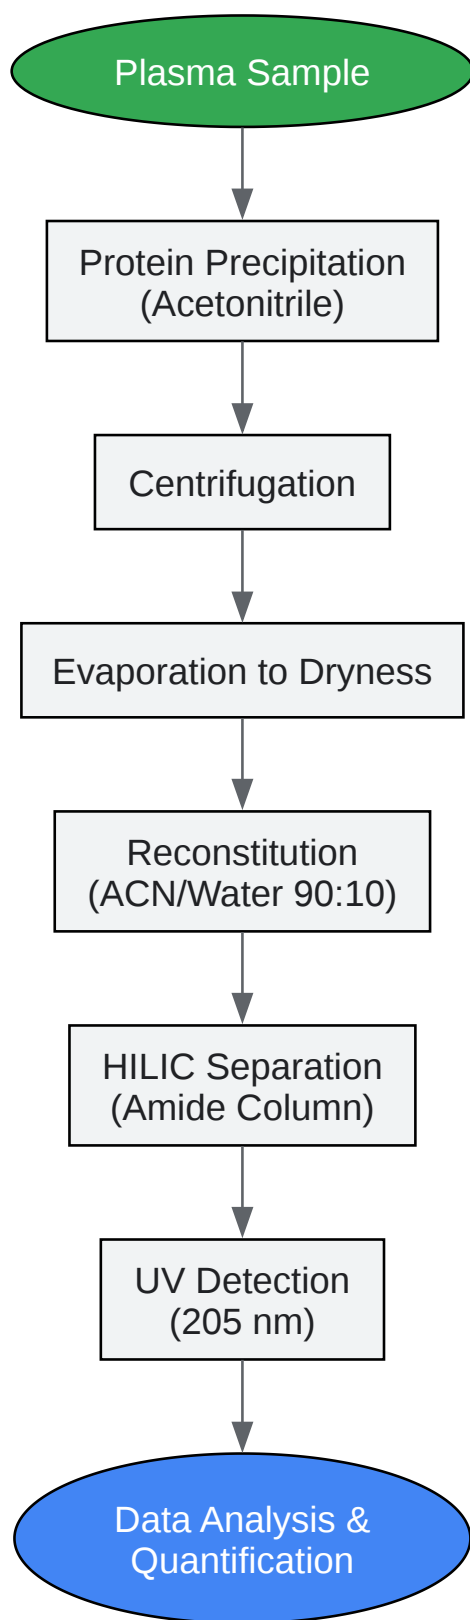 Plasma Sample
Protein Precipitation
(Acetonitrile)
Centrifugation
Evaporation to Dryness
Reconstitution
(ACN/Water 90:10)
HILIC Separation
(Amide Column)
UV Detection
(205 nm)
Data Analysis &
Quantification